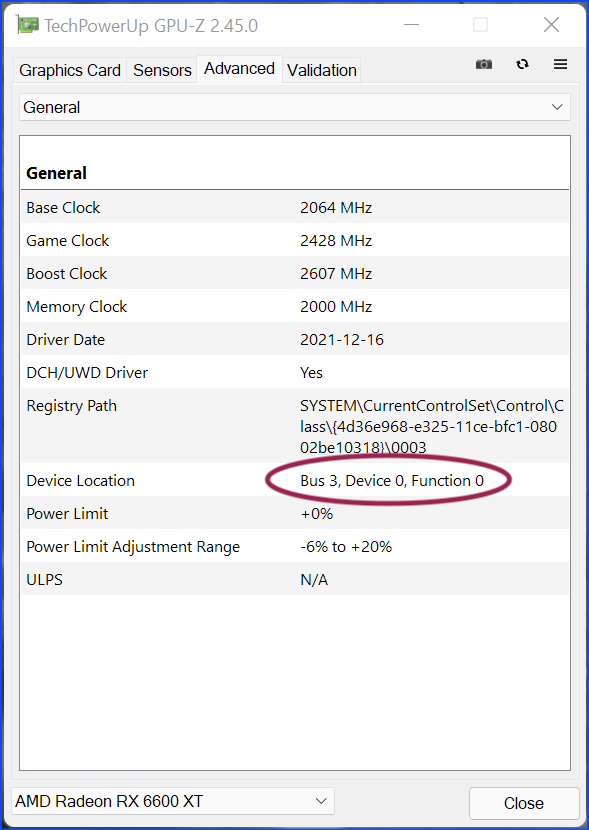 TechPowerUp GPU-Z 2.45.0
Graphics Card Sensors Advanced Validation
General
General
Base Clock 2064 MHz
Game Clock 2428 MHz
Boost Clock 2607 MHz
Memory Clock 2000 MHz
Driver Date 2021-12-16
DCH/UWD Driver Yes
Registry Path SYSTEM\CurrentControlSet\Control\C
lass\{4d36e968-e325-11ce-bfc1-080
02be10318}\0003
Device Location Bus 3, Device 0, Function 0
Power Limit +0%
Power Limit Adjustment Range -6% to +20%
ULPS N/A
AMD Radeon RX 6600 XT Close